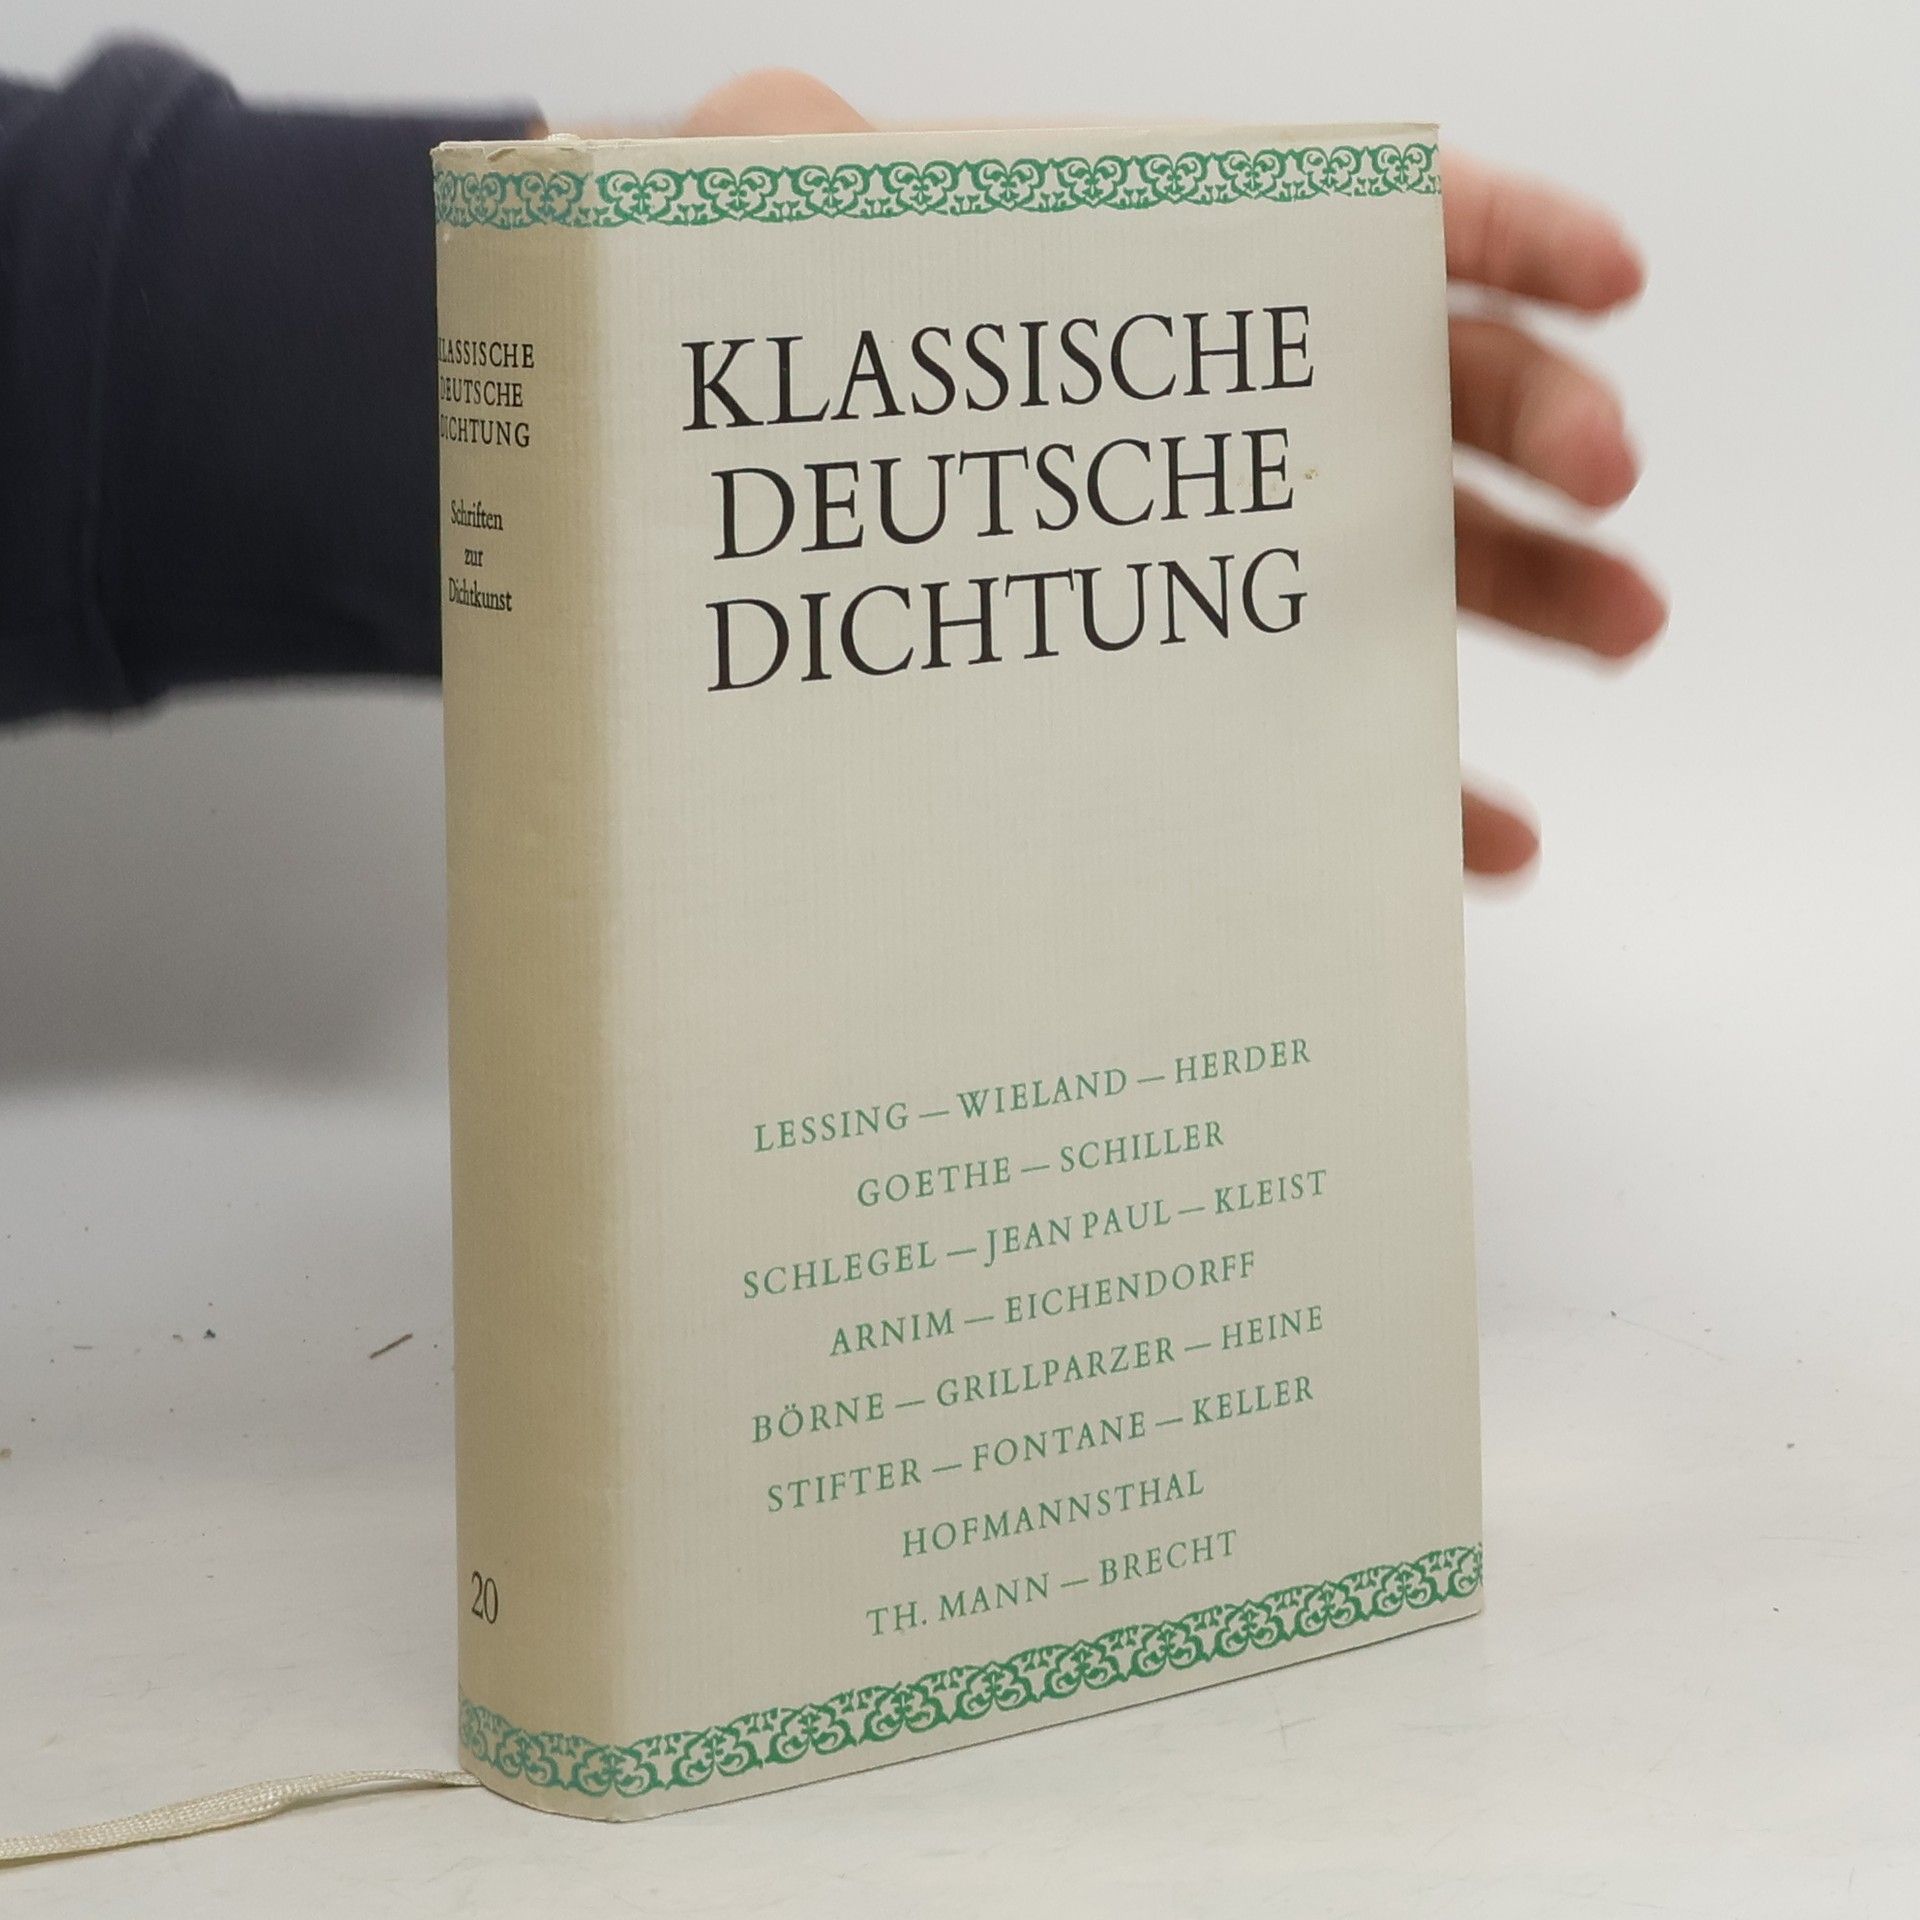 KLASSISCHE
DEUTSCHE
DICHTUNG
Schriften
zur
Dichtkunst
20
KLASSISCHE
DEUTSCHE
DICHTUNG
LESSING – WIELAND – HERDER
GOETHE – SCHILLER
SCHLEGEL – JEAN PAUL – KLEIST
ARNIM – EICHENDORFF
BÖRNE – GRILLPARZER – HEINE
STIFTER – FONTANE – KELLER
HOFMANNSTHAL
TH. MANN – BRECHT